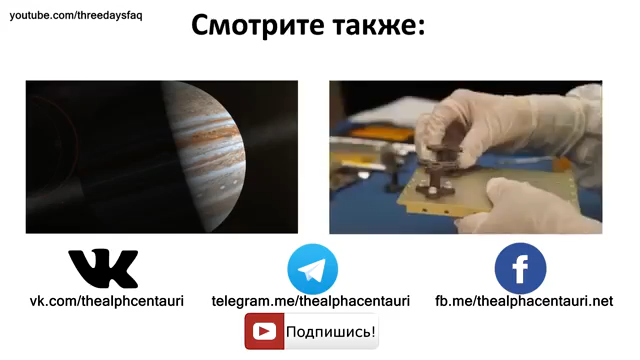 youtube.com/threedaysfaq
Смотрите также:
vk.com/thealphcentauri
telegram.me/thealphacentauri
fb.me/thealphacentauri.net
Подпишись!